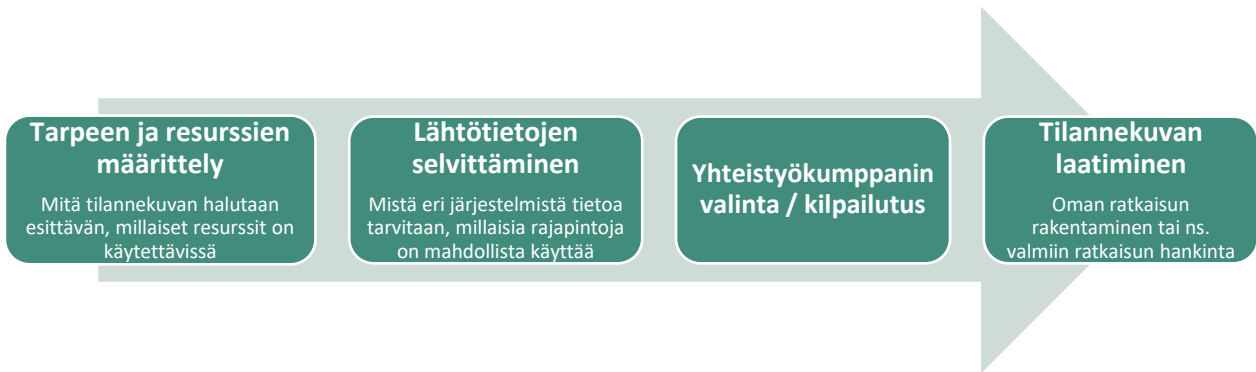 Tarpeen ja resurssien
määrittely
Mitä tilannekuvan halutaan
esittävän, millaiset resurssit on
käytettävissä
Lähtötietojen
selvittäminen
Mistä eri järjestelmistä tietoa
tarvitaan, millaisia rajapintoja
on mahdollista käyttää
Yhteistyökumppanin
valinta / kilpailutus
Tilannekuvan
laatiminen
Oman ratkaisun
rakentaminen tai ns.
valmiin ratkaisun hankinta